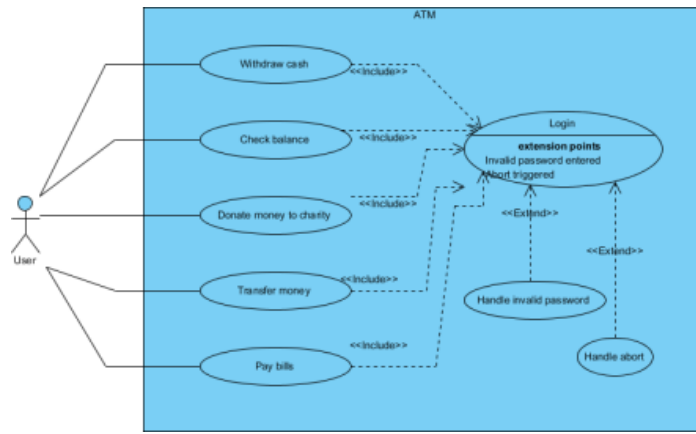 ATM
Withdraw cash
<<Include>>
Login
extension points
Invalid password entered
Abort triggered
Check balance
<<Include>>
Donate money to charity
<<Include>>
User
<<Extend>>
<<Extend>>
Transfer money
<<Include>>
Handle invalid password
Pay bills
<<Include>>
Handle abort